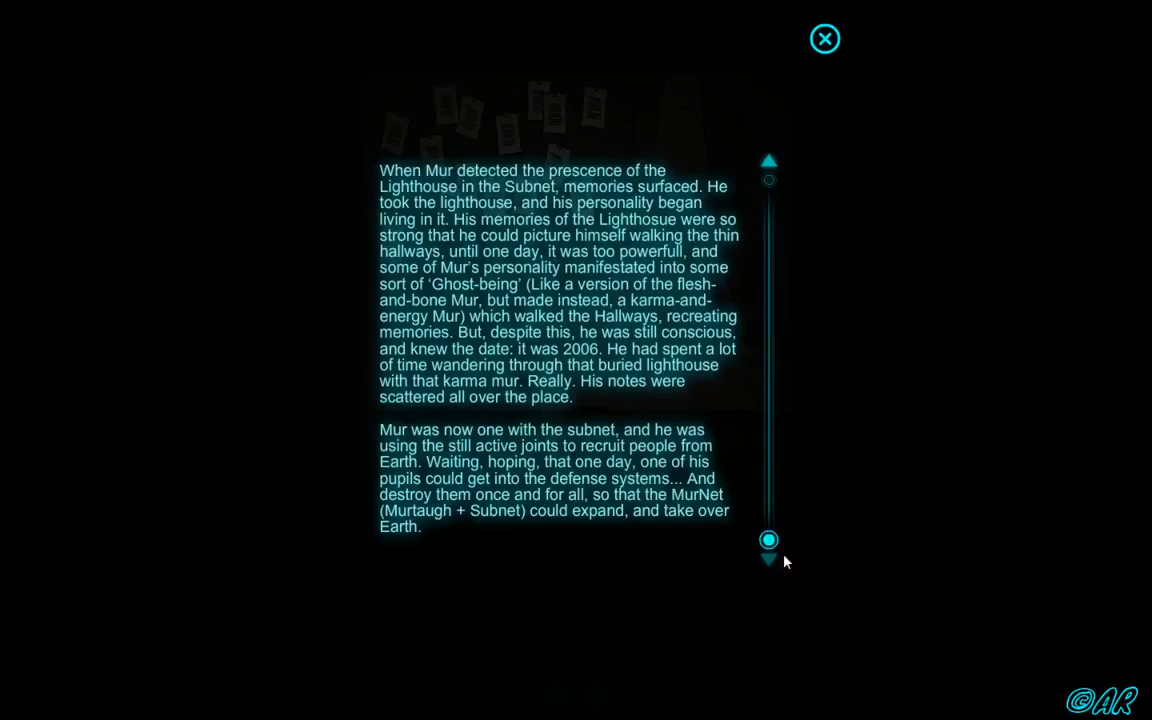 When Mur detected the prescence of the
Lighthouse in the Subnet, memories surfaced. He
took the lighthouse, and his personality began
living in it. His memories of the Lighthosue were so
strong that he could picture himself walking the thin
hallways, until one day, it was too powerfull, and
some of Mur's personality manifestated into some
sort of 'Ghost-being' (Like a version of the flesh-
and-bone Mur, but made instead, a karma-and-
energy Mur) which walked the Hallways, recreating
memories. But, despite this, he was still conscious,
and knew the date: it was 2006. He had spent a lot
of time wandering through that buried lighthouse
with that karma mur. Really. His notes were
scattered all over the place.
Mur was now one with the subnet, and he was
using the still active joints to recruit people from
Earth. Waiting, hoping, that one day, one of his
pupils could get into the defense systems... And
destroy them once and for all, so that the MurNet
(Murtaugh + Subnet) could expand, and take over
Earth.
©AR